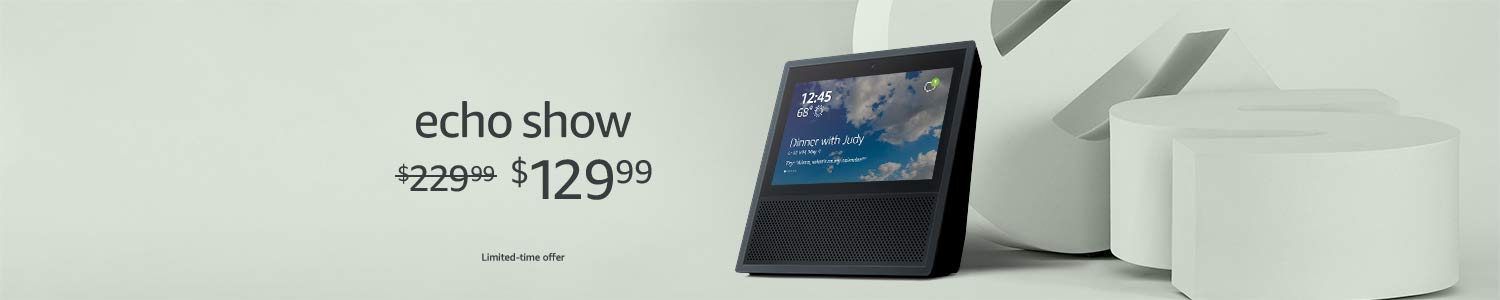 echo show
$229.99 $129.99
Limited-time offer
12:45
68°
Dinner with Judy